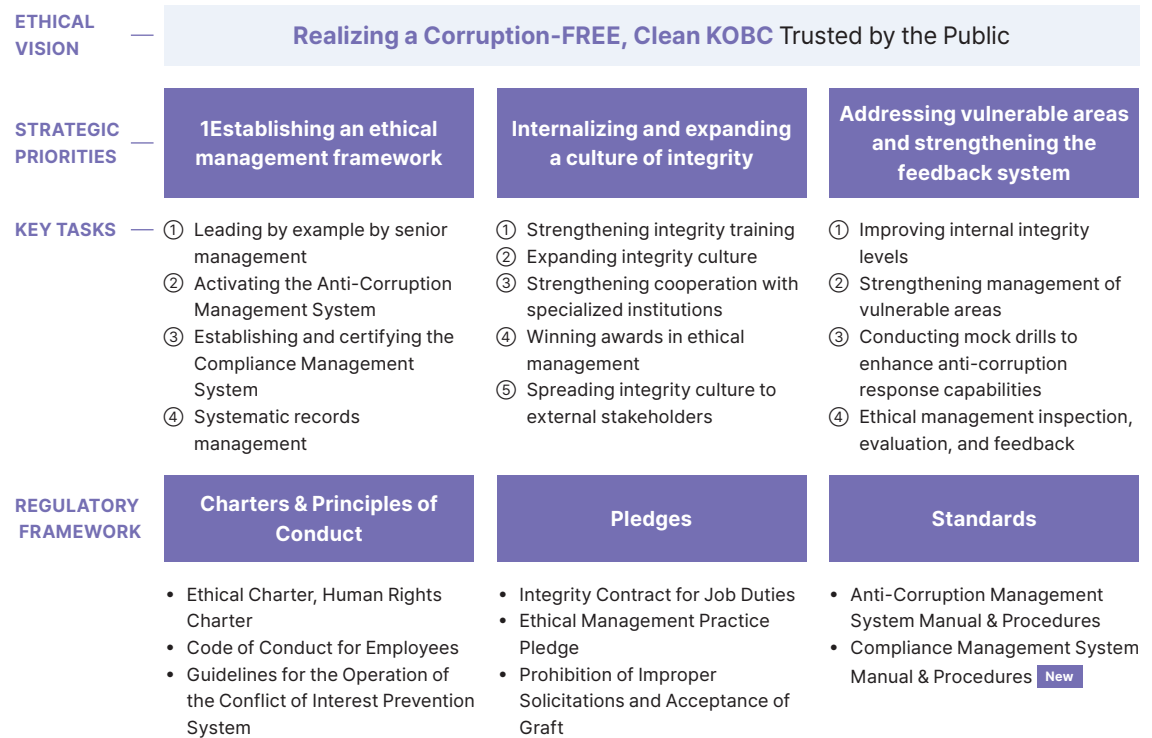 ETHICAL
VISION
Realizing a Corruption-FREE, Clean KOBC Trusted by the Public
STRATEGIC
PRIORITIES
1Establishing an ethical
management framework
Internalizing and expanding
a culture of integrity
Addressing vulnerable areas
and strengthening the
feedback system
KEY TASKS
① Leading by example by senior
management
② Activating the Anti-Corruption
Management System
③ Establishing and certifying the
Compliance Management
System
④ Systematic records
management
① Strengthening integrity training
② Expanding integrity culture
③ Strengthening cooperation with
specialized institutions
④ Winning awards in ethical
management
⑤ Spreading integrity culture to
external stakeholders
① Improving internal integrity
levels
② Strengthening management of
vulnerable areas
③ Conducting mock drills to
enhance anti-corruption
response capabilities
④ Ethical management inspection,
evaluation, and feedback
REGULATORY
FRAMEWORK
Charters & Principles of
Conduct
• Ethical Charter, Human Rights
Charter
• Code of Conduct for Employees
• Guidelines for the Operation of
the Conflict of Interest Prevention
System
Pledges
• Integrity Contract for Job Duties
• Ethical Management Practice
Pledge
• Prohibition of Improper
Solicitations and Acceptance of
Graft
Standards
• Anti-Corruption Management
System Manual & Procedures
• Compliance Management System
Manual & Procedures New